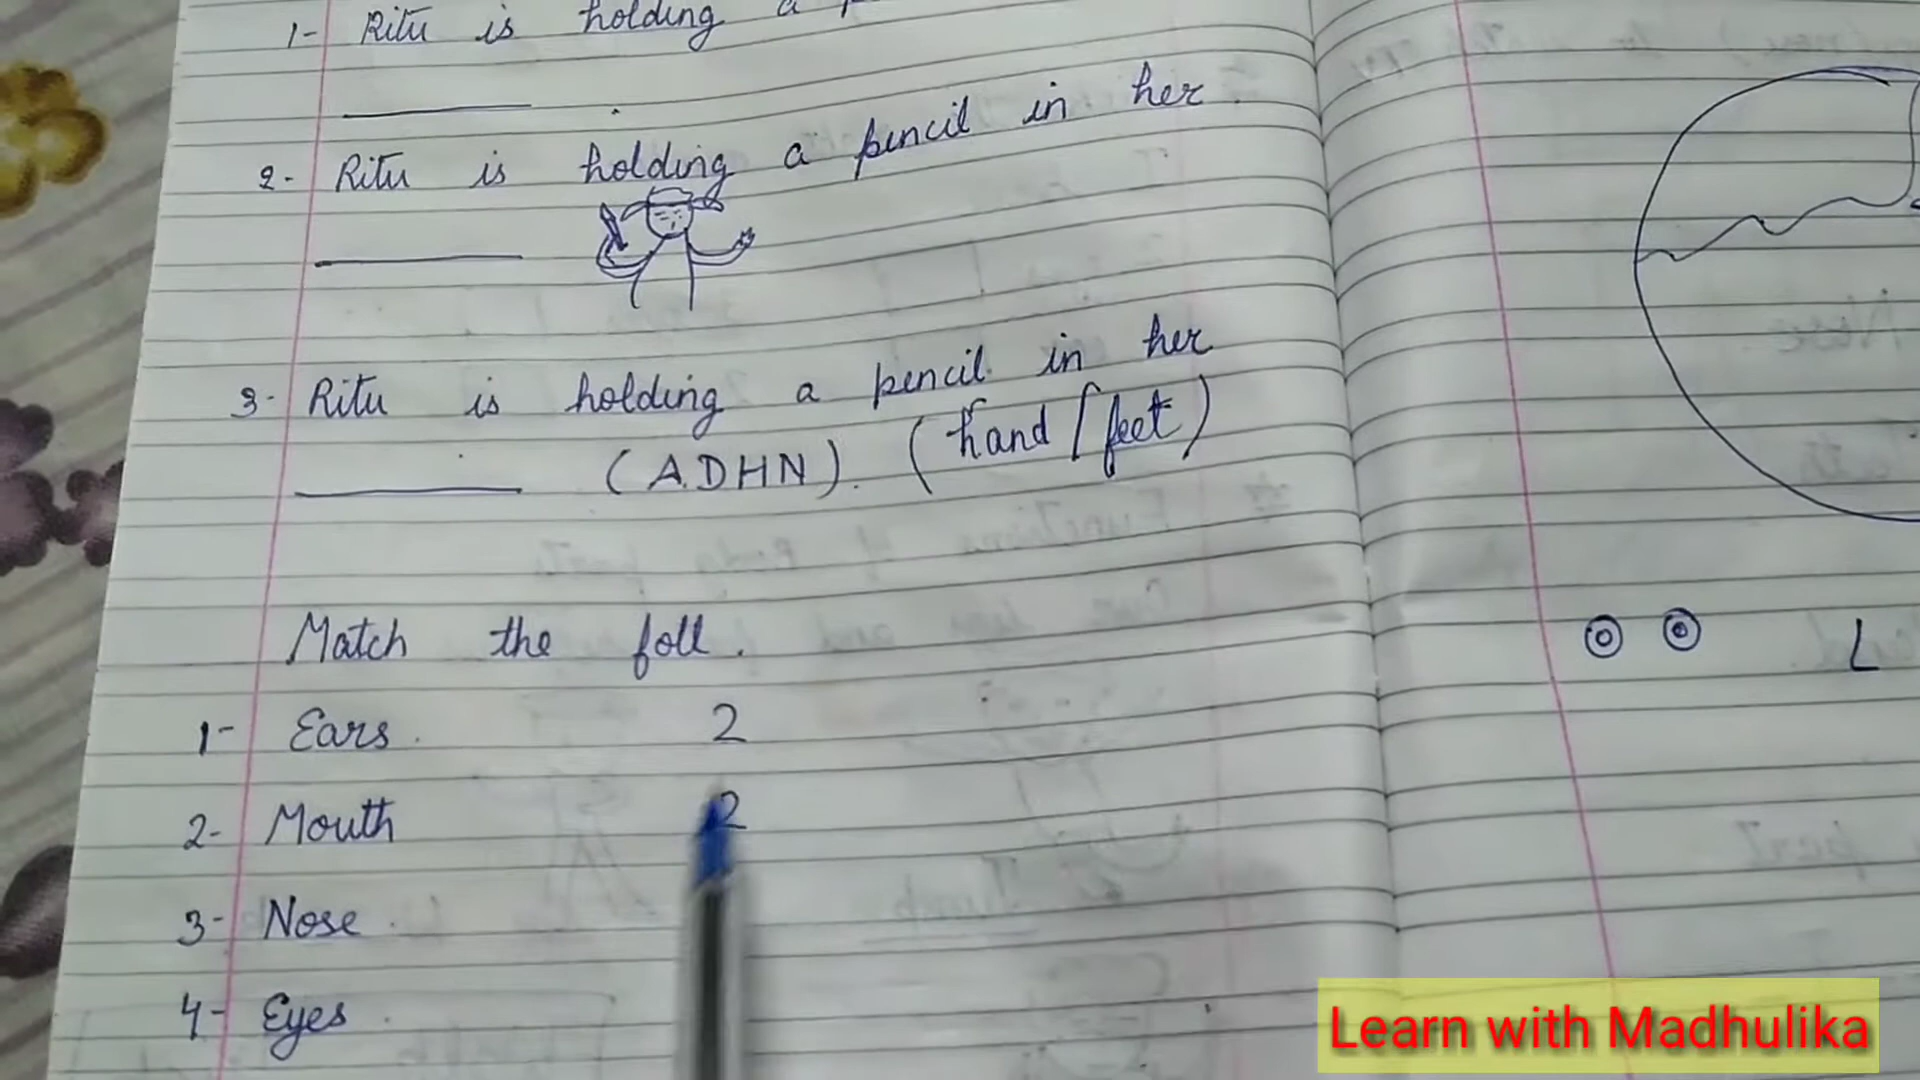 1- Ritu is holding a
2- Ritu is holding a pencil in her
3- Ritu is holding a pencil in her
(ADHN). (hand / feet)
Match the foll.
1- Ears 2
2- Mouth 2
3- Nose
4- Eyes
L
Learn with Madhulika